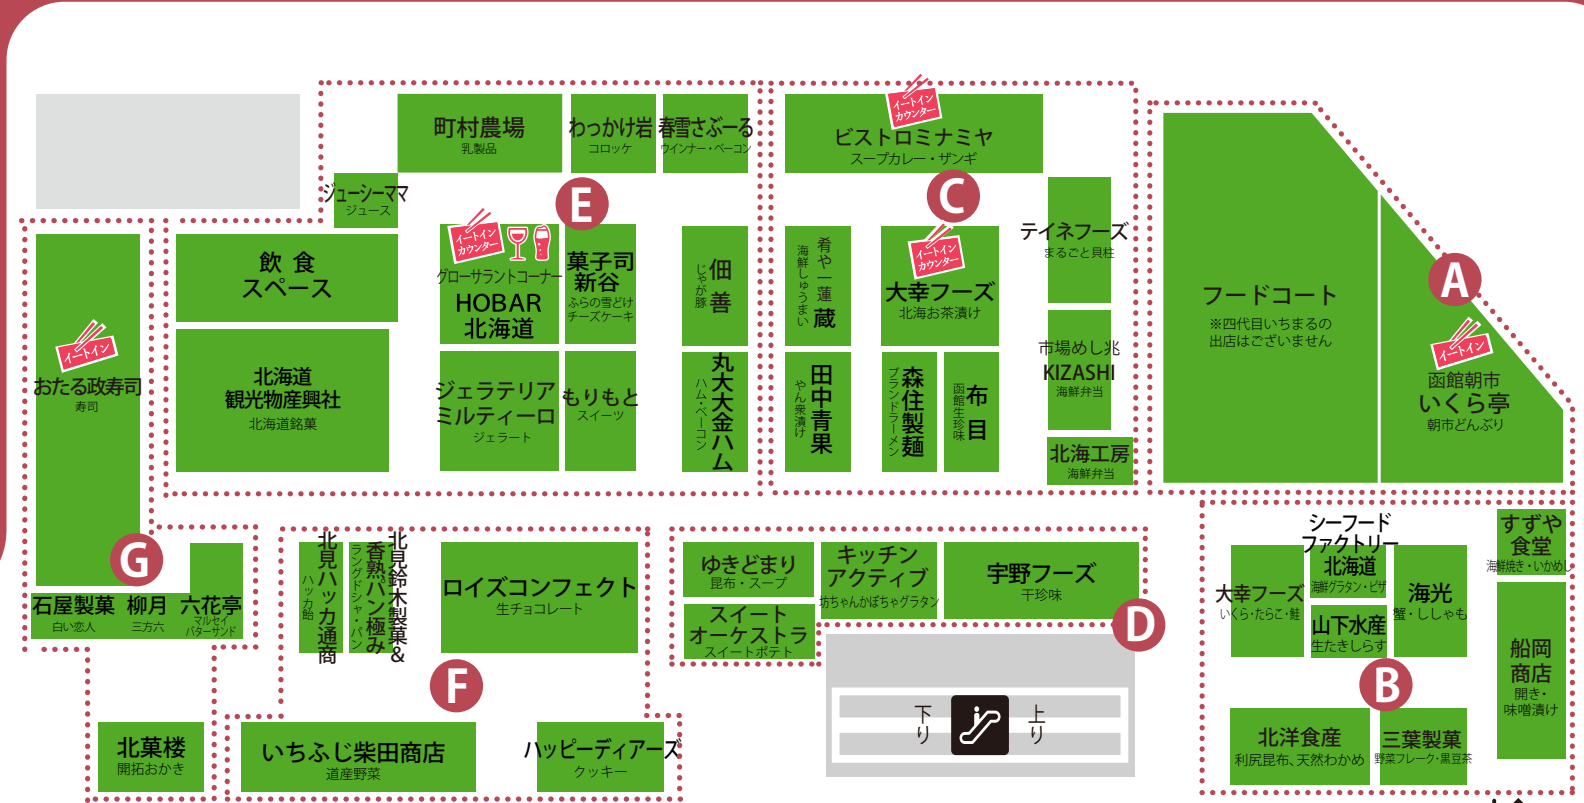 町村農場
乳製品
わっかけ岩
コロッケ
春雪さぶーる
ウインナー・ベーコン
ジューシーママ
ジュース
E
飲食
スペース
イートイン
カウンター
グローサラントコーナー
HOBAR
北海道
菓子司
新谷
ふらの雪どけ
チーズケーキ
佃善
じゃが豚
北海道
観光物産興社
北海道銘菓
ジェラテリア
ミルティーロ
ジェラート
もりもと
スイーツ
丸大大金ハム
ハム・ベーコン
イートイン
カウンター
ビストロミナミヤ
スープカレー・ザンギ
C
肴や一蓮
蔵
海鮮しゅうまい
イートイン
カウンター
大幸フーズ
北海お茶漬け
テイネフーズ
まるごと貝柱
田中青果
やん衆漬け
森住製麺
ブランドラーメン
布目
函館生珍味
市場めし兆
KIZASHI
海鮮弁当
北海工房
海鮮弁当
フードコート
※四代目いちまるの
出店はございません
A
イートイン
函館朝市
いくら亭
朝市どんぶり
イートイン
おたる政寿司
寿司
G
石屋製菓
白い恋人
柳月
三方六
六花亭
マルセイ
バターサンド
北菓楼
開拓おかき
北見ハッカ通商
ハッカ飴
北見鈴木製菓&
香熟パン極み
ラングドシャ・パン
ロイズコンフェクト
生チョコレート
F
いちふじ柴田商店
道産野菜
ハッピーディアーズ
クッキー
ゆきどまり
昆布・スープ
キッチン
アクティブ
坊ちゃんかぼちゃグラタン
宇野フーズ
干珍味
スイート
オーケストラ
スイートポテト
D
下り
上り
シーフード
ファクトリー
北海道
海鮮グラタン・ピザ
大幸フーズ
いくら・たらこ・鮭
山下水産
生たきしらす
海光
蟹・ししゃも
すずや
食堂
海鮮焼き・いかめし
B
船岡
商店
開き・
味噌漬け
北洋食産
利尻昆布、天然わかめ
三葉製菓
野菜フレーク・黒豆茶